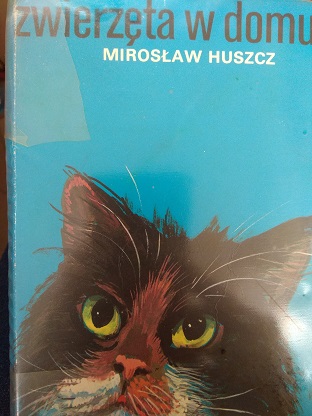 zwierzęta w domu
MIROSŁAW HUSZCZ